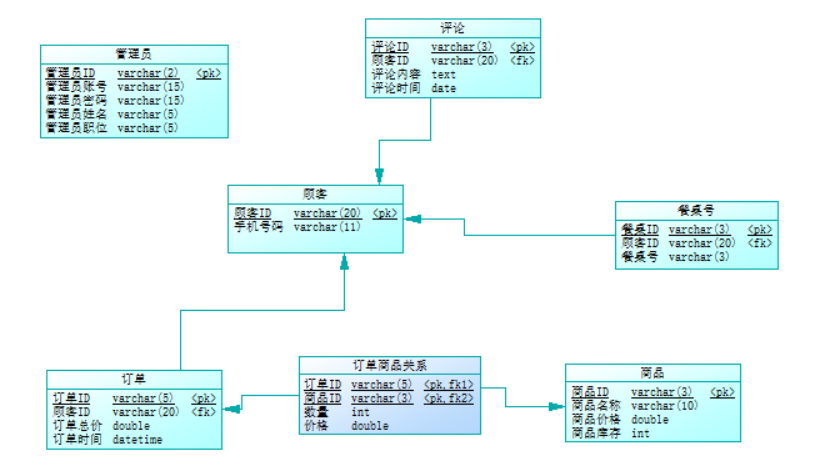 评论
评论ID varchar(3) <pk>
顾客ID varchar(20) <fk>
评论内容 text
评论时间 date
管理员
管理员ID varchar(2) <pk>
管理员账号 varchar(15)
管理员密码 varchar(15)
管理员姓名 varchar(5)
管理员职位 varchar(5)
顾客
顾客ID varchar(20) <pk>
手机号码 varchar(11)
餐桌号
餐桌ID varchar(3) <pk>
顾客ID varchar(20) <fk>
餐桌号 varchar(3)
订单
订单ID varchar(5) <pk>
顾客ID varchar(20) <fk>
订单总价 double
订单时间 datetime
订单商品关系
订单ID varchar(5) <pk,fk1>
商品ID varchar(3) <pk,fk2>
数量 int
价格 double
商品
商品ID varchar(3) <pk>
商品名称 varchar(10)
商品价格 double
商品库存 int